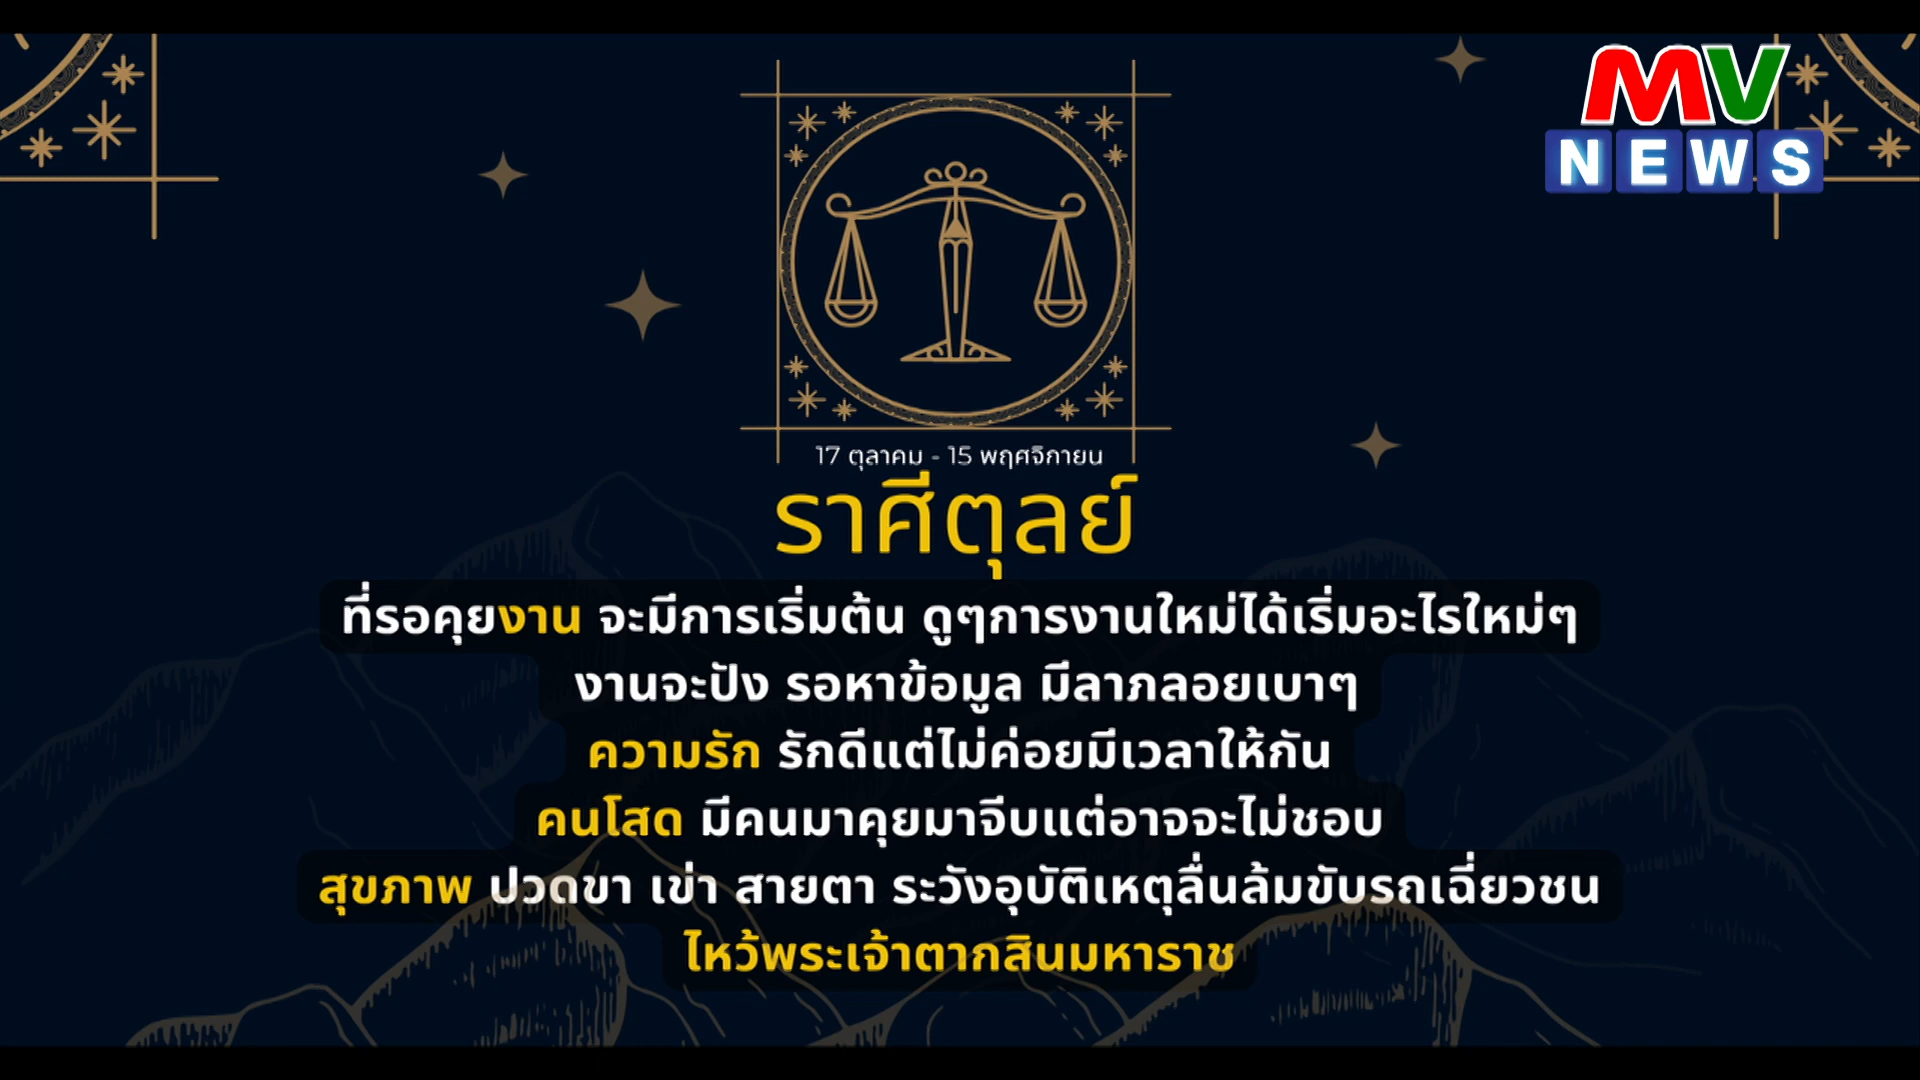 MV
NEWS
17 ตุลาคม - 15 พฤศจิกายน
ราศีตุลย์
ที่รอคุยงาน จะมีการเริ่มต้น ดูๆการงานใหม่ได้เริ่มอะไรใหม่ๆ
งานจะปัง รอหาข้อมูล มีลาภลอยเบาๆ
ความรัก รักดีแต่ไม่ค่อยมีเวลาให้กัน
คนโสด มีคนมาคุยมาจีบแต่อาจจะไม่ชอบ
สุขภาพ ปวดขา เข่า สายตา ระวังอุบัติเหตุลื่นล้มขับรถเฉี่ยวชน
ไหว้พระเจ้าตากสินมหาราช